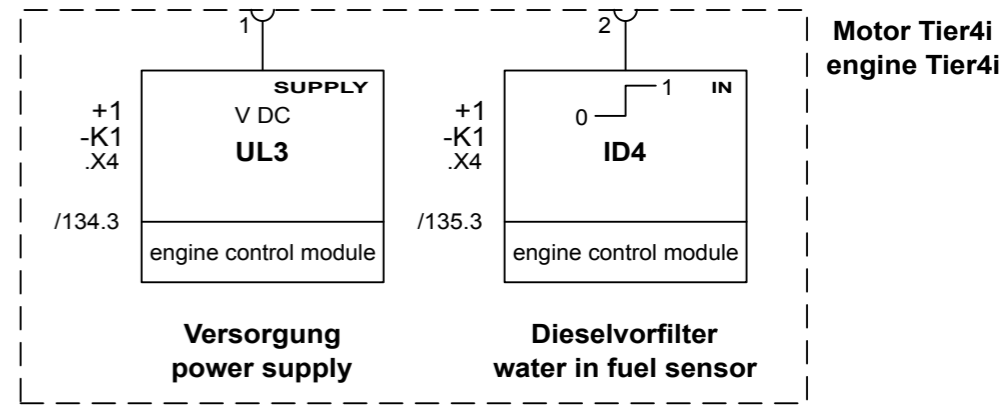 1
2
Motor Tier4i
engine Tier4i
SUPPLY
V DC
UL3
+1
-K1
.X4
/134.3
engine control module
Versorgung
power supply
1 IN
0
ID4
+1
-K1
.X4
/135.3
engine control module
Dieselvorfilter
water in fuel sensor